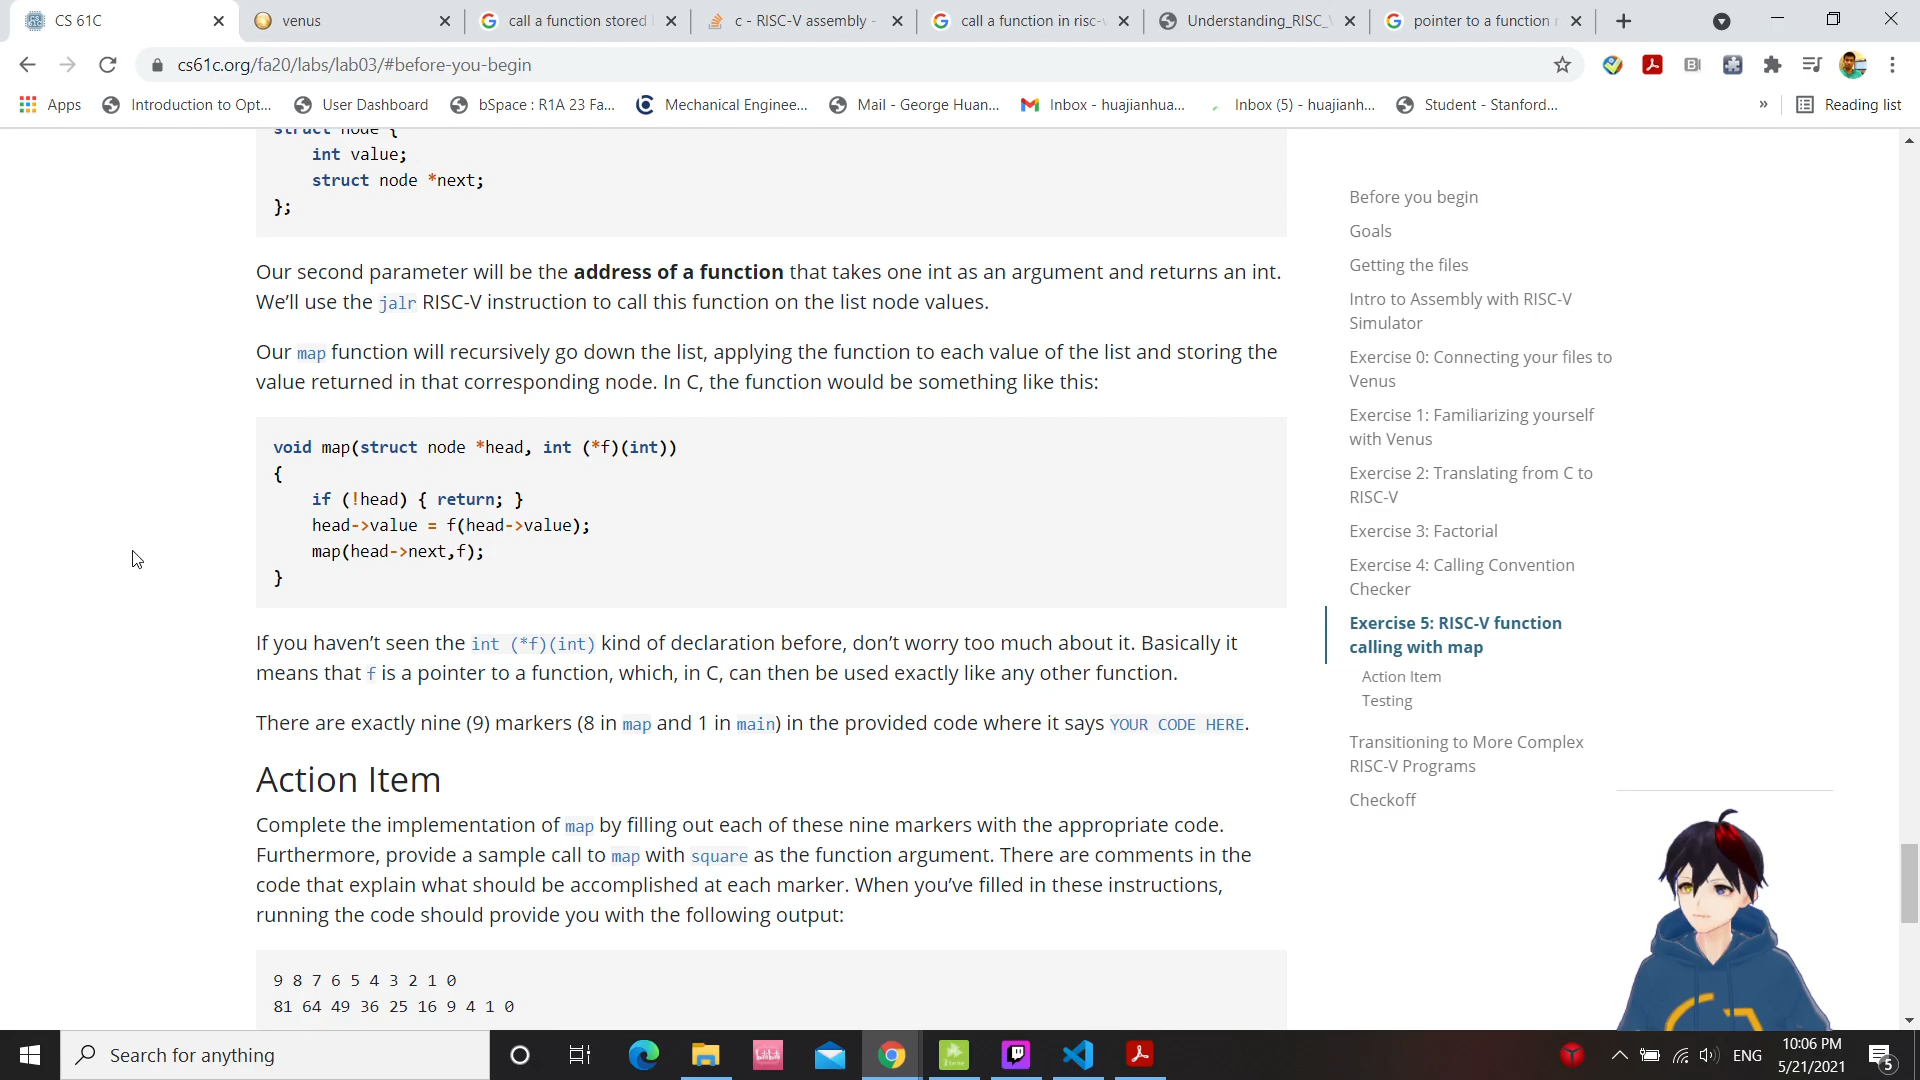 CS 61C
venus
call a function stored
c - RISC-V assembly -
call a function in risc-v
Understanding_RISC_V
pointer to a function
cs61c.org/fa20/labs/lab03/#before-you-begin
Apps
Introduction to Opt...
User Dashboard
bSpace : R1A 23 Fa...
Mechanical Enginee...
Mail - George Huan...
Inbox - huajianhua...
Inbox (5) - huajianh...
Student - Stanford...
»
Reading list
struct node {
int value;
struct node *next;
};
Our second parameter will be the address of a function that takes one int as an argument and returns an int.
We’ll use the jalr RISC-V instruction to call this function on the list node values.
Our map function will recursively go down the list, applying the function to each value of the list and storing the
value returned in that corresponding node. In C, the function would be something like this:
void map(struct node *head, int (*f)(int))
{
if (!head) { return; }
head->value = f(head->value);
map(head->next,f);
}
If you haven’t seen the int (*f)(int) kind of declaration before, don’t worry too much about it. Basically it
means that f is a pointer to a function, which, in C, can then be used exactly like any other function.
There are exactly nine (9) markers (8 in map and 1 in main) in the provided code where it says YOUR CODE HERE.
Action Item
Complete the implementation of map by filling out each of these nine markers with the appropriate code.
Furthermore, provide a sample call to map with square as the function argument. There are comments in the
code that explain what should be accomplished at each marker. When you’ve filled in these instructions,
running the code should provide you with the following output:
9 8 7 6 5 4 3 2 1 0
81 64 49 36 25 16 9 4 1 0
Before you begin
Goals
Getting the files
Intro to Assembly with RISC-V
Simulator
Exercise 0: Connecting your files to
Venus
Exercise 1: Familiarizing yourself
with Venus
Exercise 2: Translating from C to
RISC-V
Exercise 3: Factorial
Exercise 4: Calling Convention
Checker
Exercise 5: RISC-V function
calling with map
Action Item
Testing
Transitioning to More Complex
RISC-V Programs
Checkoff
Search for anything
ENG
10:06 PM
5/21/2021
5